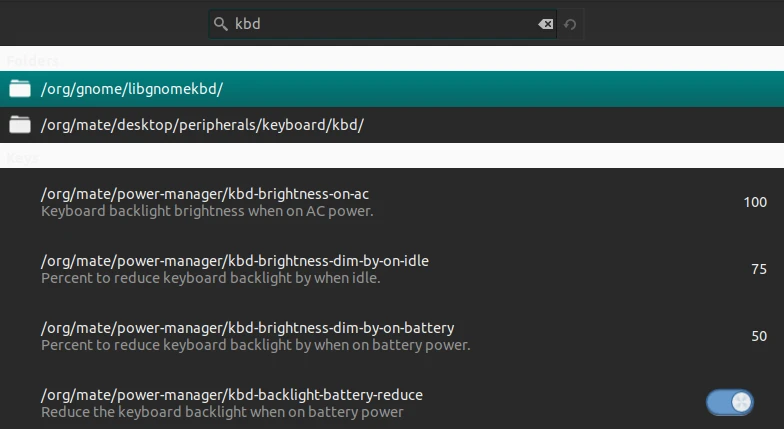 kbd
Folders
/org/gnome/libgnomekbd/
/org/mate/desktop/peripherals/keyboard/kbd/
Keys
/org/mate/power-manager/kbd-brightness-on-ac
Keyboard backlight brightness when on AC power.
100
/org/mate/power-manager/kbd-brightness-dim-by-on-idle
Percent to reduce keyboard backlight by when idle.
75
/org/mate/power-manager/kbd-brightness-dim-by-on-battery
Percent to reduce keyboard backlight by when on battery power.
50
/org/mate/power-manager/kbd-backlight-battery-reduce
Reduce the keyboard backlight when on battery power